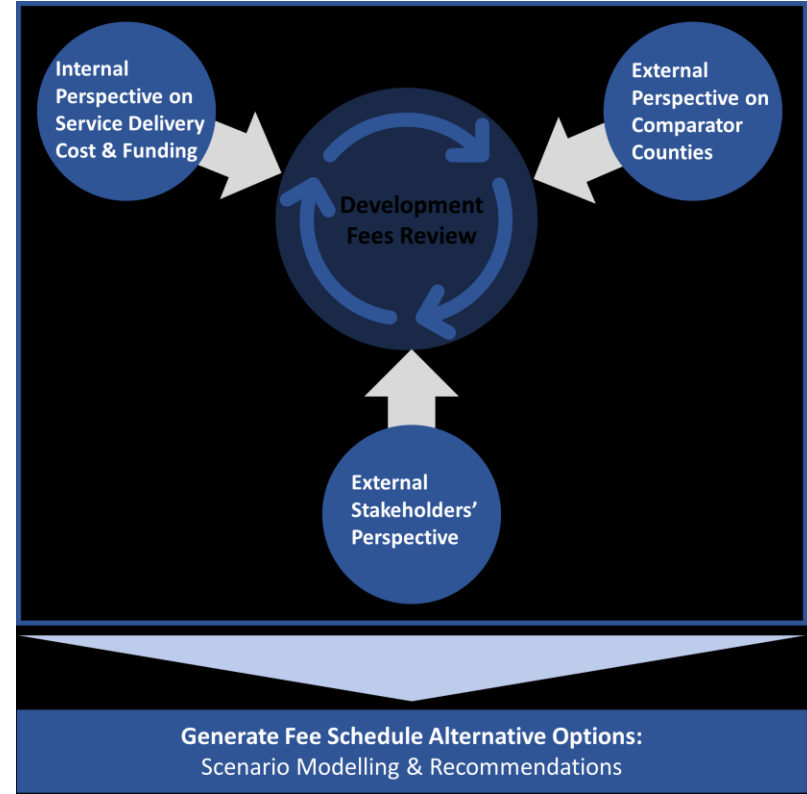 Internal
Perspective on
Service Delivery
Cost & Funding
External
Perspective on
Comparator
Counties
Development
Fees Review
External
Stakeholders’
Perspective
Generate Fee Schedule Alternative Options:
Scenario Modelling & Recommendations